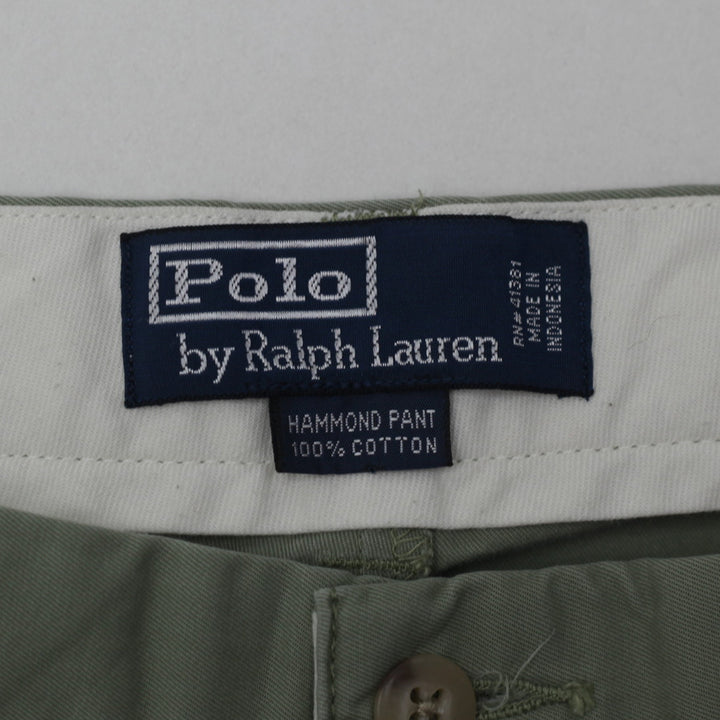 Polo
by Ralph Lauren
RN# 41381
MADE IN
INDONESIA
HAMMOND PANT
100% COTTON